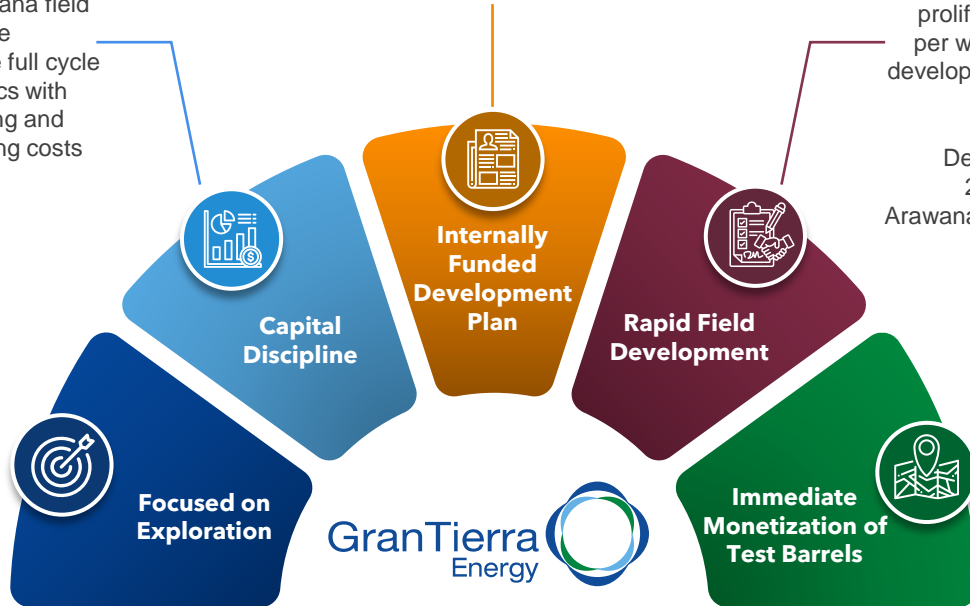 ana field
e
full cycle
cs with
ng and
ng costs
prolif
per w
develop
De
2
Arawana
Internally
Funded
Development
Plan
Capital
Discipline
Rapid Field
Development
Focused on
Exploration
Immediate
Monetization of
Test Barrels
GranTierra
Energy